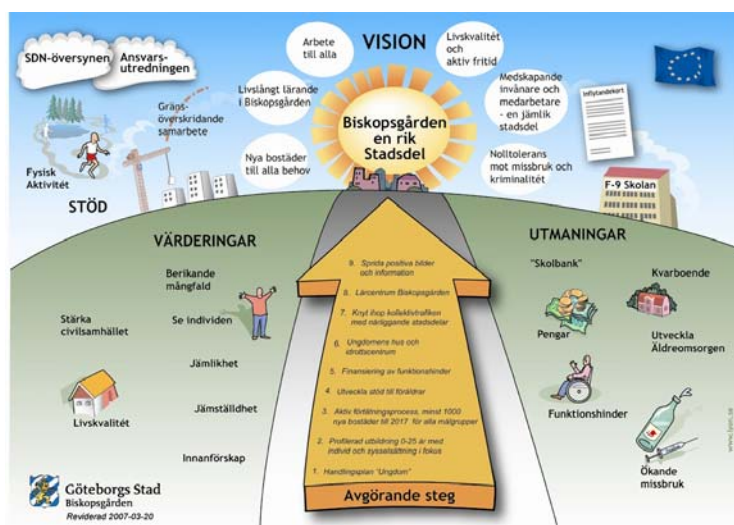 SDN-översynen
Ansvars-
utredningen
VISION
Arbete
till alla
Livskvalitét
och
aktiv fritid
Livslångt lärande
i Biskopsgården
Medskapande
invånare och
medarbetare
- en jämlik
stadsdel
Nya bostäder
till alla behov
Nolltolerans
mot missbruk och
kriminalitét
Biskopsgården
en rik
Stadsdel
Gräns-
överskridande
samarbete
Fysisk
Aktivitét
STÖD
Inflytandekort
F-9 Skolan
VÄRDERINGAR
Berikande
mångfald
Stärka
civilsamhället
Se individen
Jämlikhet
Livskvalitét
Jämställdhet
Innanförskap
9. Sprida positiva bilder
och information
8. Lärcentrum Biskopsgården
7. Knyt ihop kollektivtrafiken
med närliggande stadsdelar
6. Ungdomens hus och
idrottscentrum
5. Finansiering av funktionshinder
4. Utveckla stöd till föräldrar
3. Aktiv förtätningsprocess, minst 1000
nya bostäder till 2017 för alla målgrupper
2. Profilerad utbildning 0-25 år med
individ och sysselsättning i fokus
1. Handlingsplan "Ungdom"
Avgörande steg
UTMANINGAR
"Skolbank"
Kvarboende
Pengar
Utveckla
Äldreomsorgen
Funktionshinder
Ökande
missbruk
Göteborgs Stad
Biskopsgården
Reviderad 2007-03-20